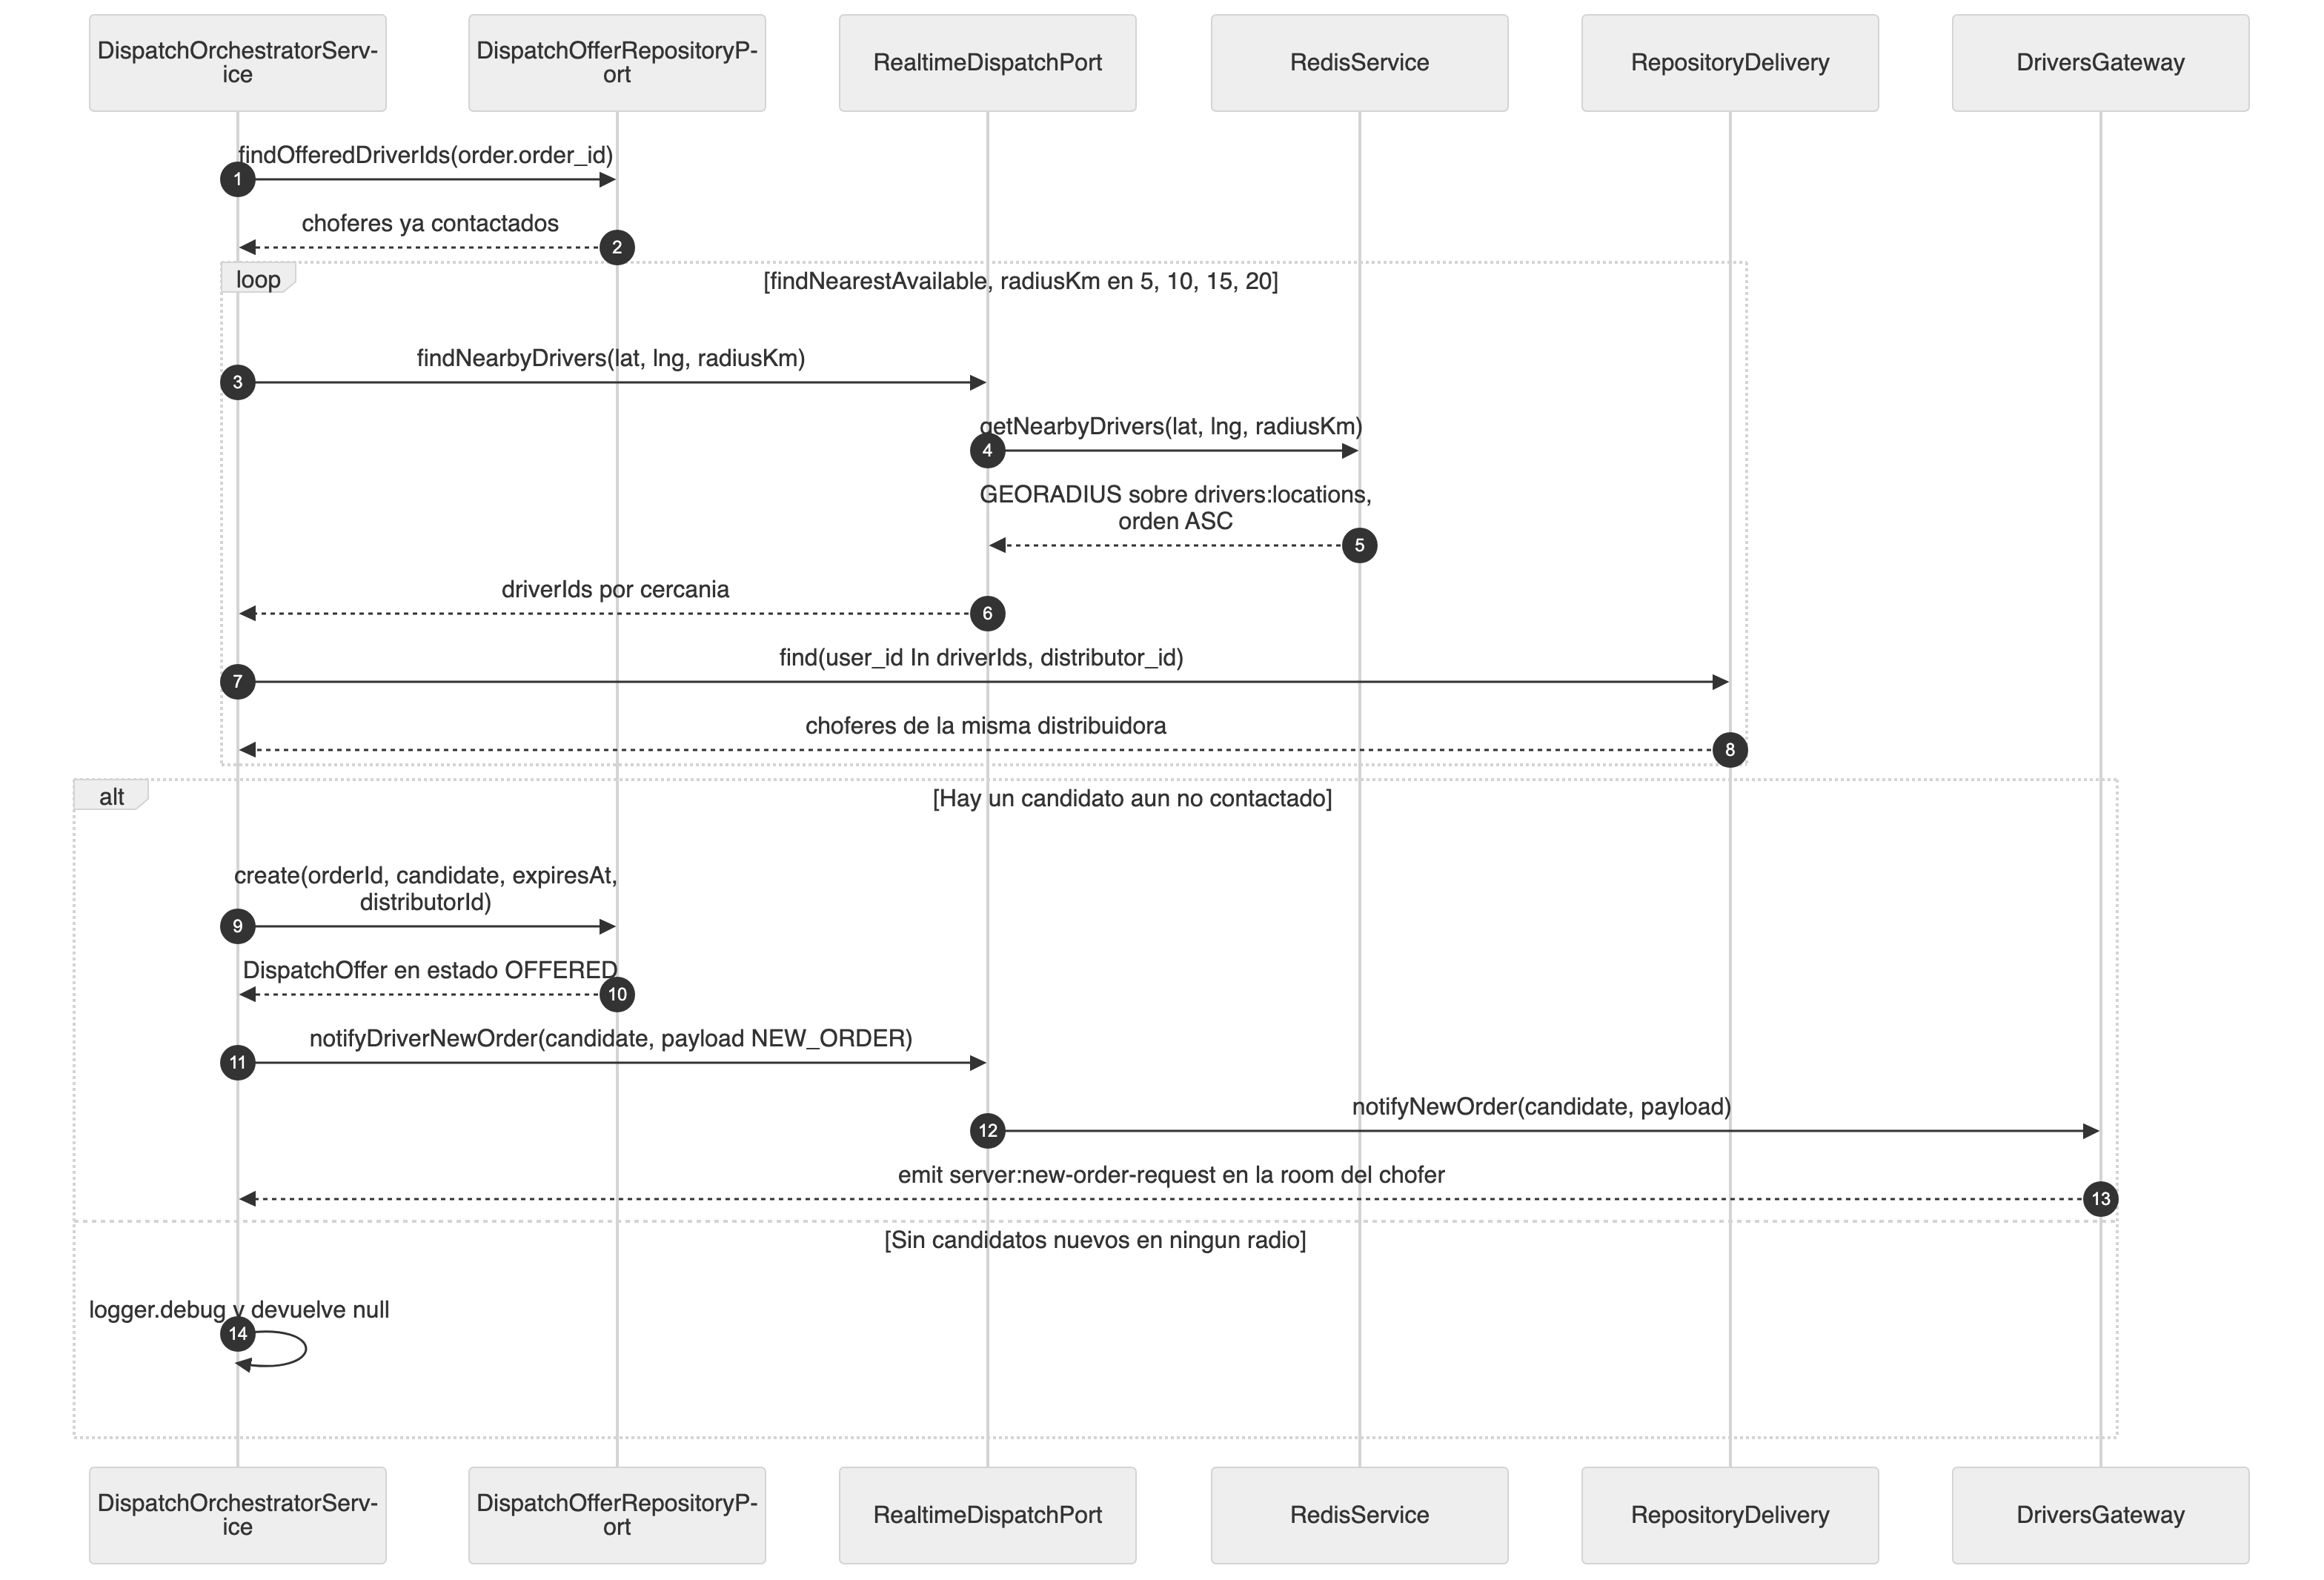 DispatchOrchestratorServ-
ice
DispatchOfferRepositoryP-
ort
RealtimeDispatchPort
RedisService
RepositoryDelivery
DriversGateway
findOfferedDriverIds(order.order_id)
1
choferes ya contactados
2
loop
[findNearestAvailable, radiusKm en 5, 10, 15, 20]
findNearbyDrivers(lat, lng, radiusKm)
3
getNearbyDrivers(lat, lng, radiusKm)
4
GEORADIUS sobre drivers:locations,
orden ASC
5
driverIds por cercania
6
find(user_id In driverIds, distributor_id)
7
choferes de la misma distribuidora
8
alt
[Hay un candidato aun no contactado]
create(orderId, candidate, expiresAt,
distributorId)
9
DispatchOffer en estado OFFERED
10
notifyDriverNewOrder(candidate, payload NEW_ORDER)
11
notifyNewOrder(candidate, payload)
12
emit server:new-order-request en la room del chofer
13
[Sin candidatos nuevos en ningun radio]
logger.debug y devuelve null
14
DispatchOrchestratorServ-
ice
DispatchOfferRepositoryP-
ort
RealtimeDispatchPort
RedisService
RepositoryDelivery
DriversGateway